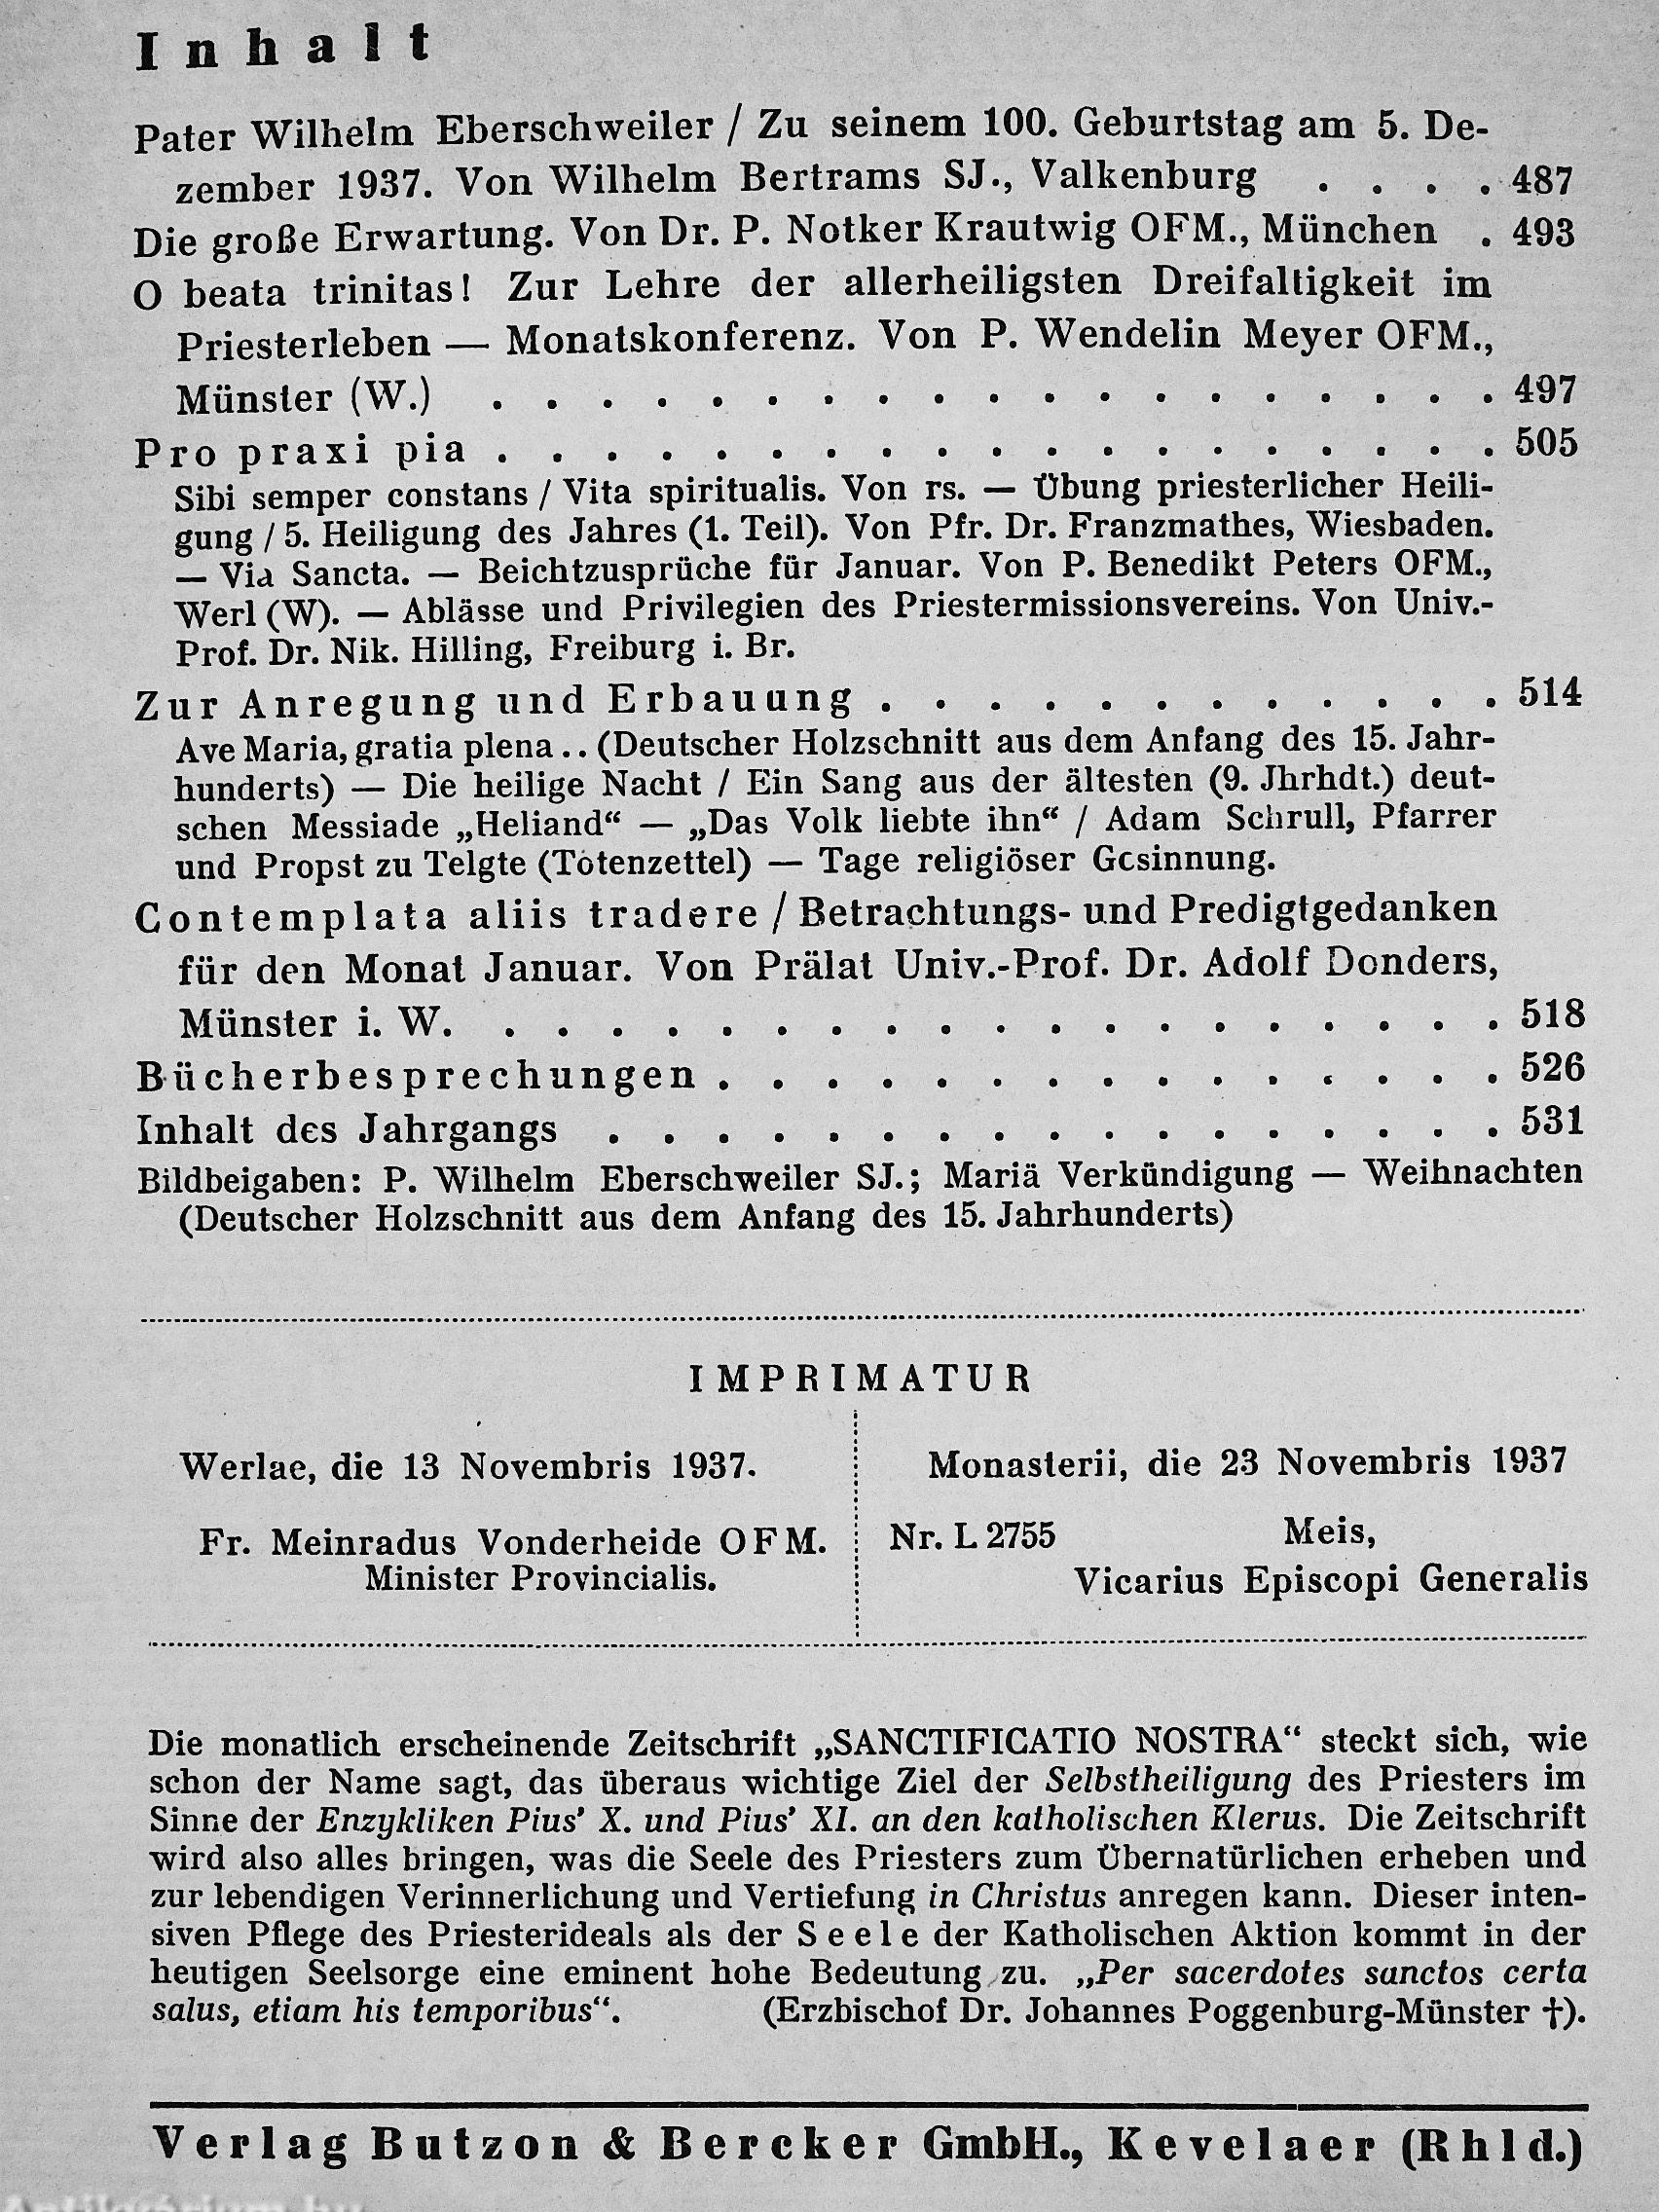 Inhalt
Pater Wilhelm Eberschweiler / Zu seinem 100. Geburtstag am 5. De-
zember 1937. Von Wilhelm Bertrams SJ., Valkenburg . . . . 487
Die große Erwartung. Von Dr. P. Notker Krautwig OFM., München . 493
O beata trinitas! Zur Lehre der allerheiligsten Dreifaltigkeit im
Priesterleben — Monatskonferenz. Von P. Wendelin Meyer OFM.,
Münster (W.) . . . . . . . . . . . . . . . . . . . 497
Pro praxi pia . . . . . . . . . . . . . . . . . . . 505
Sibi semper constans / Vita spiritualis. Von rs. — Übung priesterlicher Heili-
gung / 5. Heiligung des Jahres (1. Teil). Von Pfr. Dr. Franzmathes, Wiesbaden.
— Via Sancta. — Beichtzusprüche für Januar. Von P. Benedikt Peters OFM.,
Werl (W). — Ablässe und Privilegien des Priestermissionsvereins. Von Univ.-
Prof. Dr. Nik. Hilling, Freiburg i. Br.
Zur Anregung und Erbauung . . . . . . . . . . . . 514
Ave Maria, gratia plena . . (Deutscher Holzschnitt aus dem Anfang des 15. Jahr-
hunderts) — Die heilige Nacht / Ein Sang aus der ältesten (9. Jhrhdt.) deut-
schen Messiade „Heliand“ — „Das Volk liebte ihn“ / Adam Schrull, Pfarrer
und Propst zu Telgte (Totenzettel) — Tage religiöser Gesinnung.
Contemplata aliis tradere / Betrachtungs- und Predigtgedanken
für den Monat Januar. Von Prälat Univ.-Prof. Dr. Adolf Donders,
Münster i. W. . . . . . . . . . . . . . . . . . . . 518
Bücherbesprechungen . . . . . . . . . . . . . . . 526
Inhalt des Jahrgangs . . . . . . . . . . . . . . . . . 531
Bildbeigaben: P. Wilhelm Eberschweiler SJ.; Mariä Verkündigung — Weihnachten
(Deutscher Holzschnitt aus dem Anfang des 15. Jahrhunderts)
IMPRIMATUR
Werlae, die 13 Novembris 1937.
Fr. Meinradus Vonderheide OFM.
Minister Provincialis.
Monasterii, die 23 Novembris 1937
Nr. L 2755 Meis,
Vicarius Episcopi Generalis
Die monatlich erscheinende Zeitschrift „SANCTIFICATIO NOSTRA“ steckt sich, wie
schon der Name sagt, das überaus wichtige Ziel der Selbstheiligung des Priesters im
Sinne der Enzykliken Pius’ X. und Pius’ XI. an den katholischen Klerus. Die Zeitschrift
wird also alles bringen, was die Seele des Priesters zum Übernatürlichen erheben und
zur lebendigen Verinnerlichung und Vertiefung in Christus anregen kann. Dieser inten-
siven Pflege des Priesterideals als der Seele der Katholischen Aktion kommt in der
heutigen Seelsorge eine eminent hohe Bedeutung zu. „Per sacerdotes sanctos certa
salus, etiam his temporibus“. (Erzbischof Dr. Johannes Poggenburg-Münster †).
Verlag Butzon & Bercker GmbH., Kevelaer (Rhld.)
Antikvárium.hu